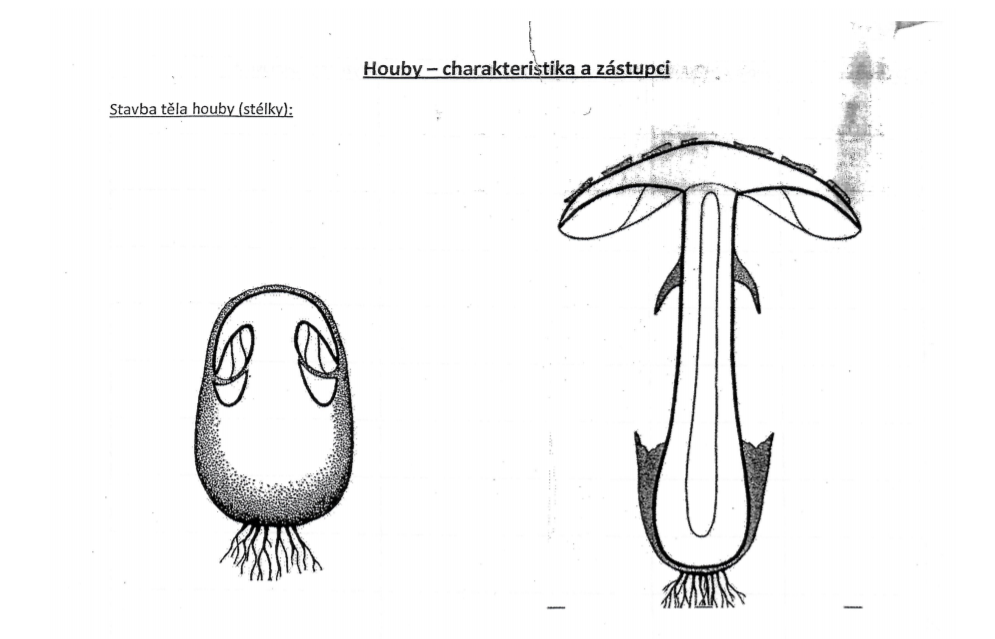 Houby – charakteristika a zástupci
Stavba těla houby (stélky):